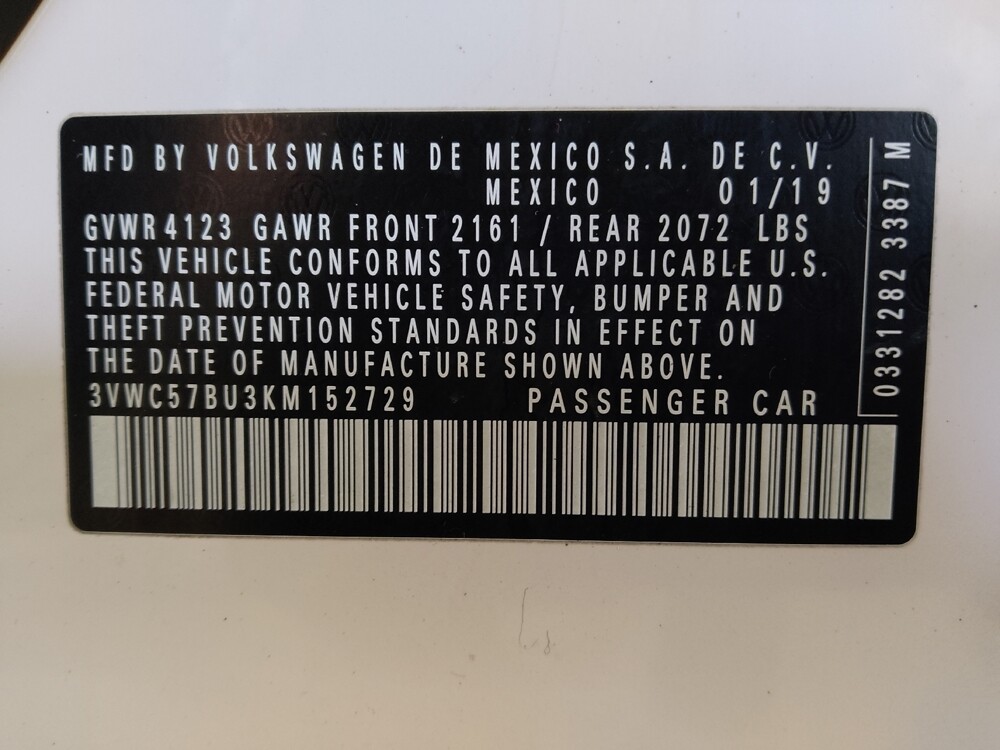 MFD BY VOLKSWAGEN DE MEXICO S.A. DE C.V.
MEXICO 01/19
GVWR 4123 GAWR FRONT 2161 / REAR 2072 LBS
THIS VEHICLE CONFORMS TO ALL APPLICABLE U.S.
FEDERAL MOTOR VEHICLE SAFETY, BUMPER AND
THEFT PREVENTION STANDARDS IN EFFECT ON
THE DATE OF MANUFACTURE SHOWN ABOVE.
3VWC57BU3KM152729 PASSENGER CAR
0331282 3387 M